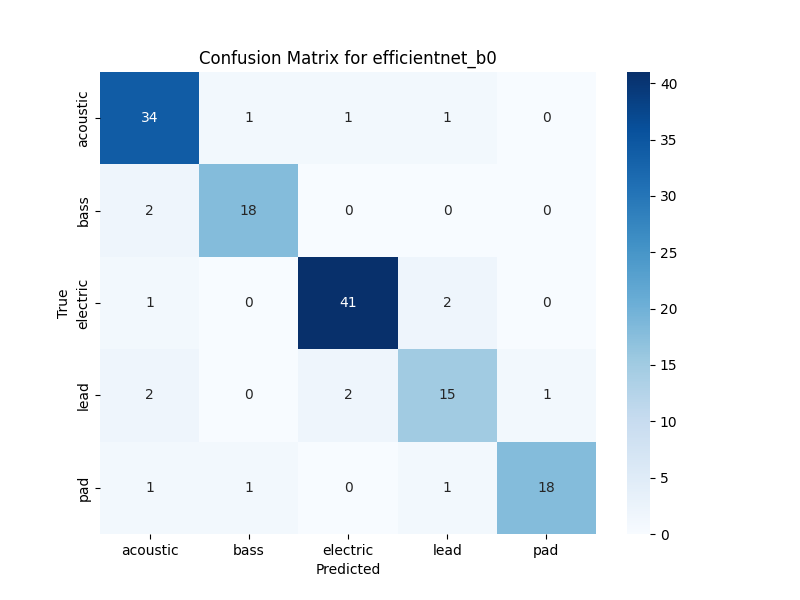 Confusion Matrix for efficientnet_b0
acoustic 34 1 1 1 0
bass 2 18 0 0 0
electric 1 0 41 2 0
lead 2 0 2 15 1
pad 1 1 0 1 18
True
acoustic bass electric lead pad
Predicted
40
35
30
25
20
15
10
5
0